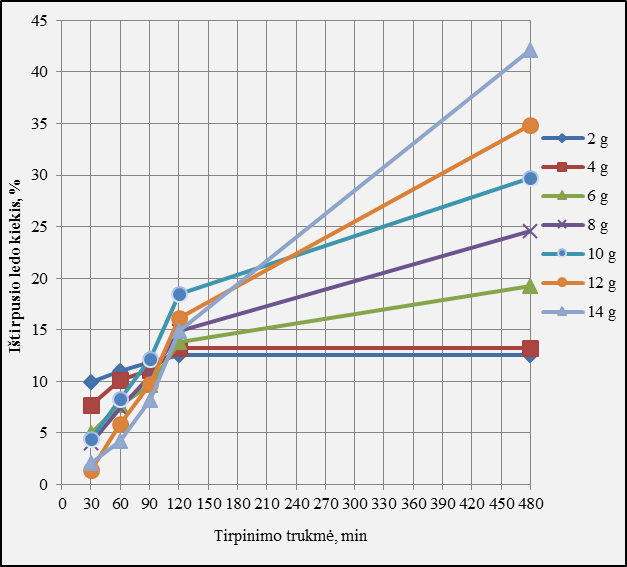 Ištirpusio ledo kiekis, %
45
40
35
30
25
20
15
10
5
0
0 30 60 90 120 150 180 210 240 270 300 330 360 390 420 450 480
Tirpinimo trukmė, min
2 g
4 g
6 g
8 g
10 g
12 g
14 g